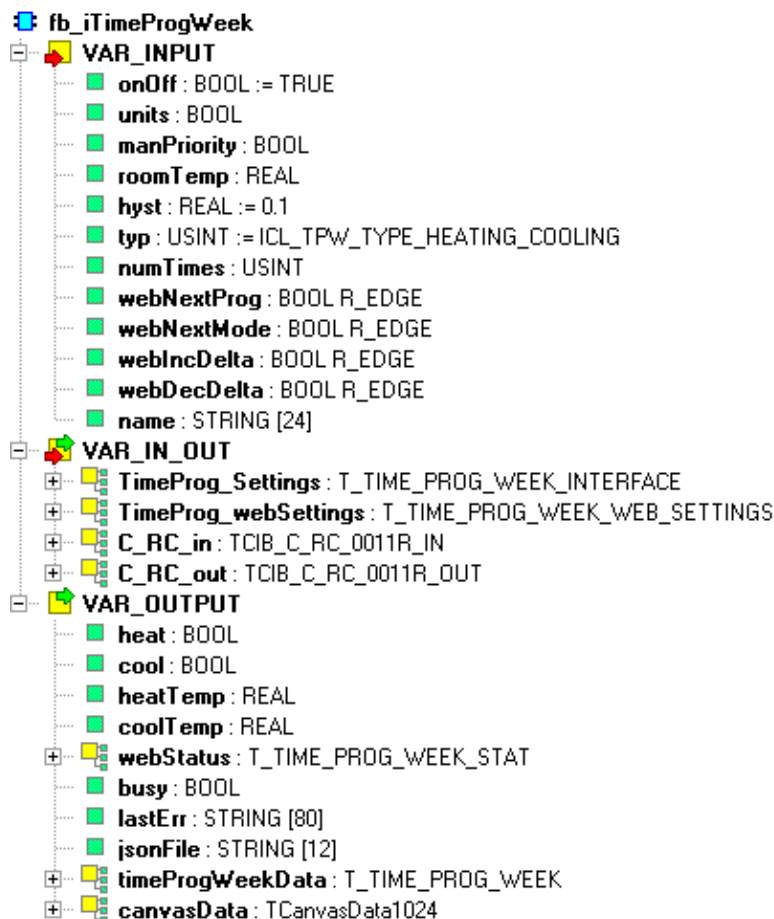 fb_iTimeProgWeek
VAR_INPUT
onOff : BOOL := TRUE
units : BOOL
manPriority : BOOL
roomTemp : REAL
hyst : REAL := 0.1
typ : USINT := ICL_TPW_TYPE_HEATING_COOLING
numTimes : USINT
webNextProg : BOOL R_EDGE
webNextMode : BOOL R_EDGE
webIncDelta : BOOL R_EDGE
webDecDelta : BOOL R_EDGE
name : STRING [24]
VAR_IN_OUT
TimeProg_Settings : T_TIME_PROG_WEEK_INTERFACE
TimeProg_webSettings : T_TIME_PROG_WEEK_WEB_SETTINGS
C_RC_in : TCIB_C_RC_0011R_IN
C_RC_out : TCIB_C_RC_0011R_OUT
VAR_OUTPUT
heat : BOOL
cool : BOOL
heatTemp : REAL
coolTemp : REAL
webStatus : T_TIME_PROG_WEEK_STAT
busy : BOOL
lastErr : STRING [80]
jsonFile : STRING [12]
timeProgWeekData : T_TIME_PROG_WEEK
canvasData : TCanvasData1024